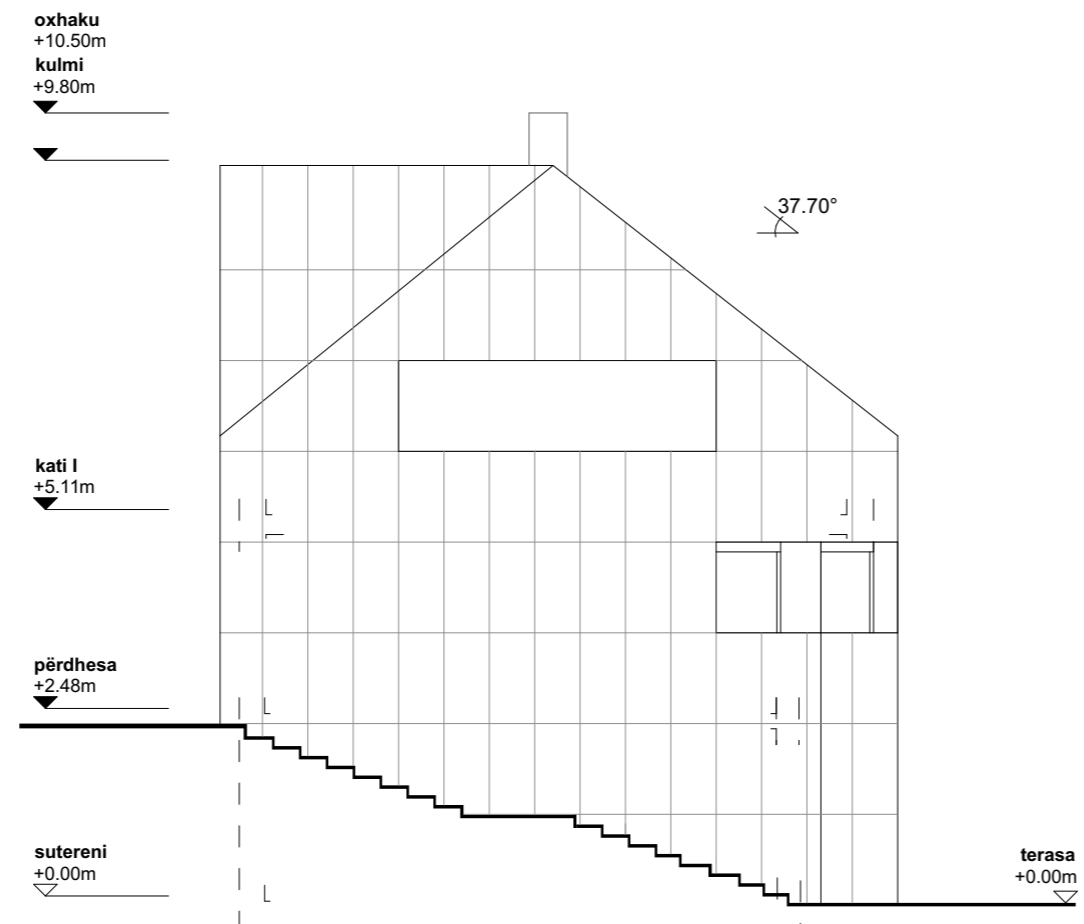 oxhaku
+10.50m
kulmi
+9.80m
37.70°
kati I
+5.11m
përdhesa
+2.48m
sutereni
+0.00m
terasa
+0.00m